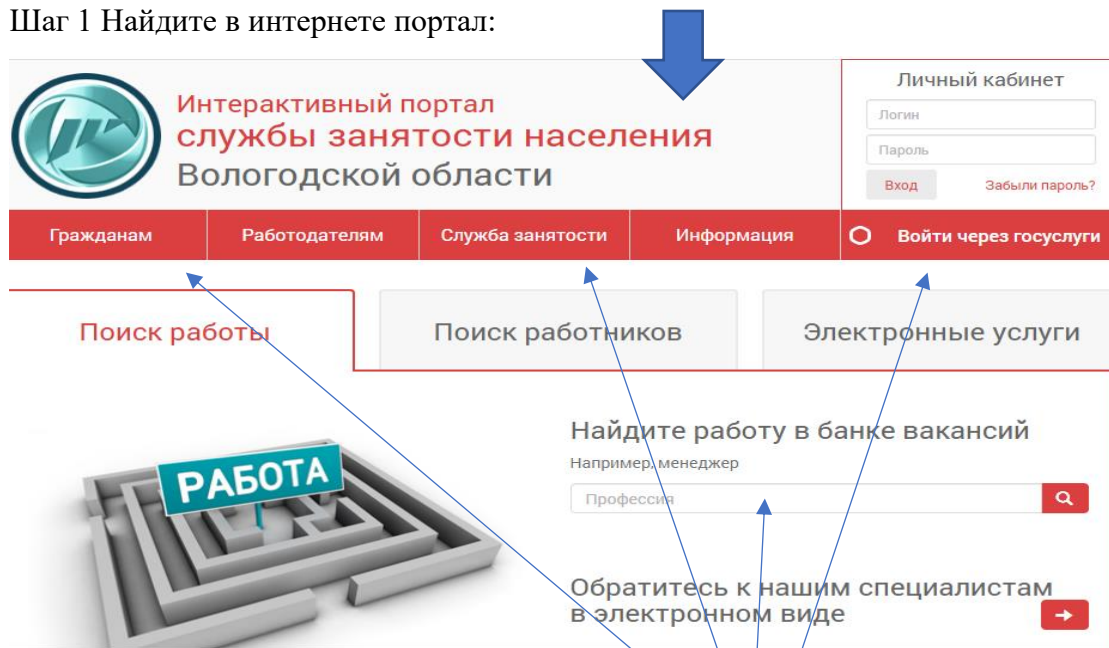 Шаг 1 Найдите в интернете портал:
Интерактивный портал
службы занятости населения
Вологодской области
Личный кабинет
Логин
Пароль
Вход Забыли пароль?
Гражданам Работодателям Служба занятости Информация Войти через госуслуги
Поиск работы Поиск работников Электронные услуги
РАБОТА
Найдите работу в банке вакансий
Например, менеджер
Профессия
Обратитесь к нашим специалистам
в электронном виде